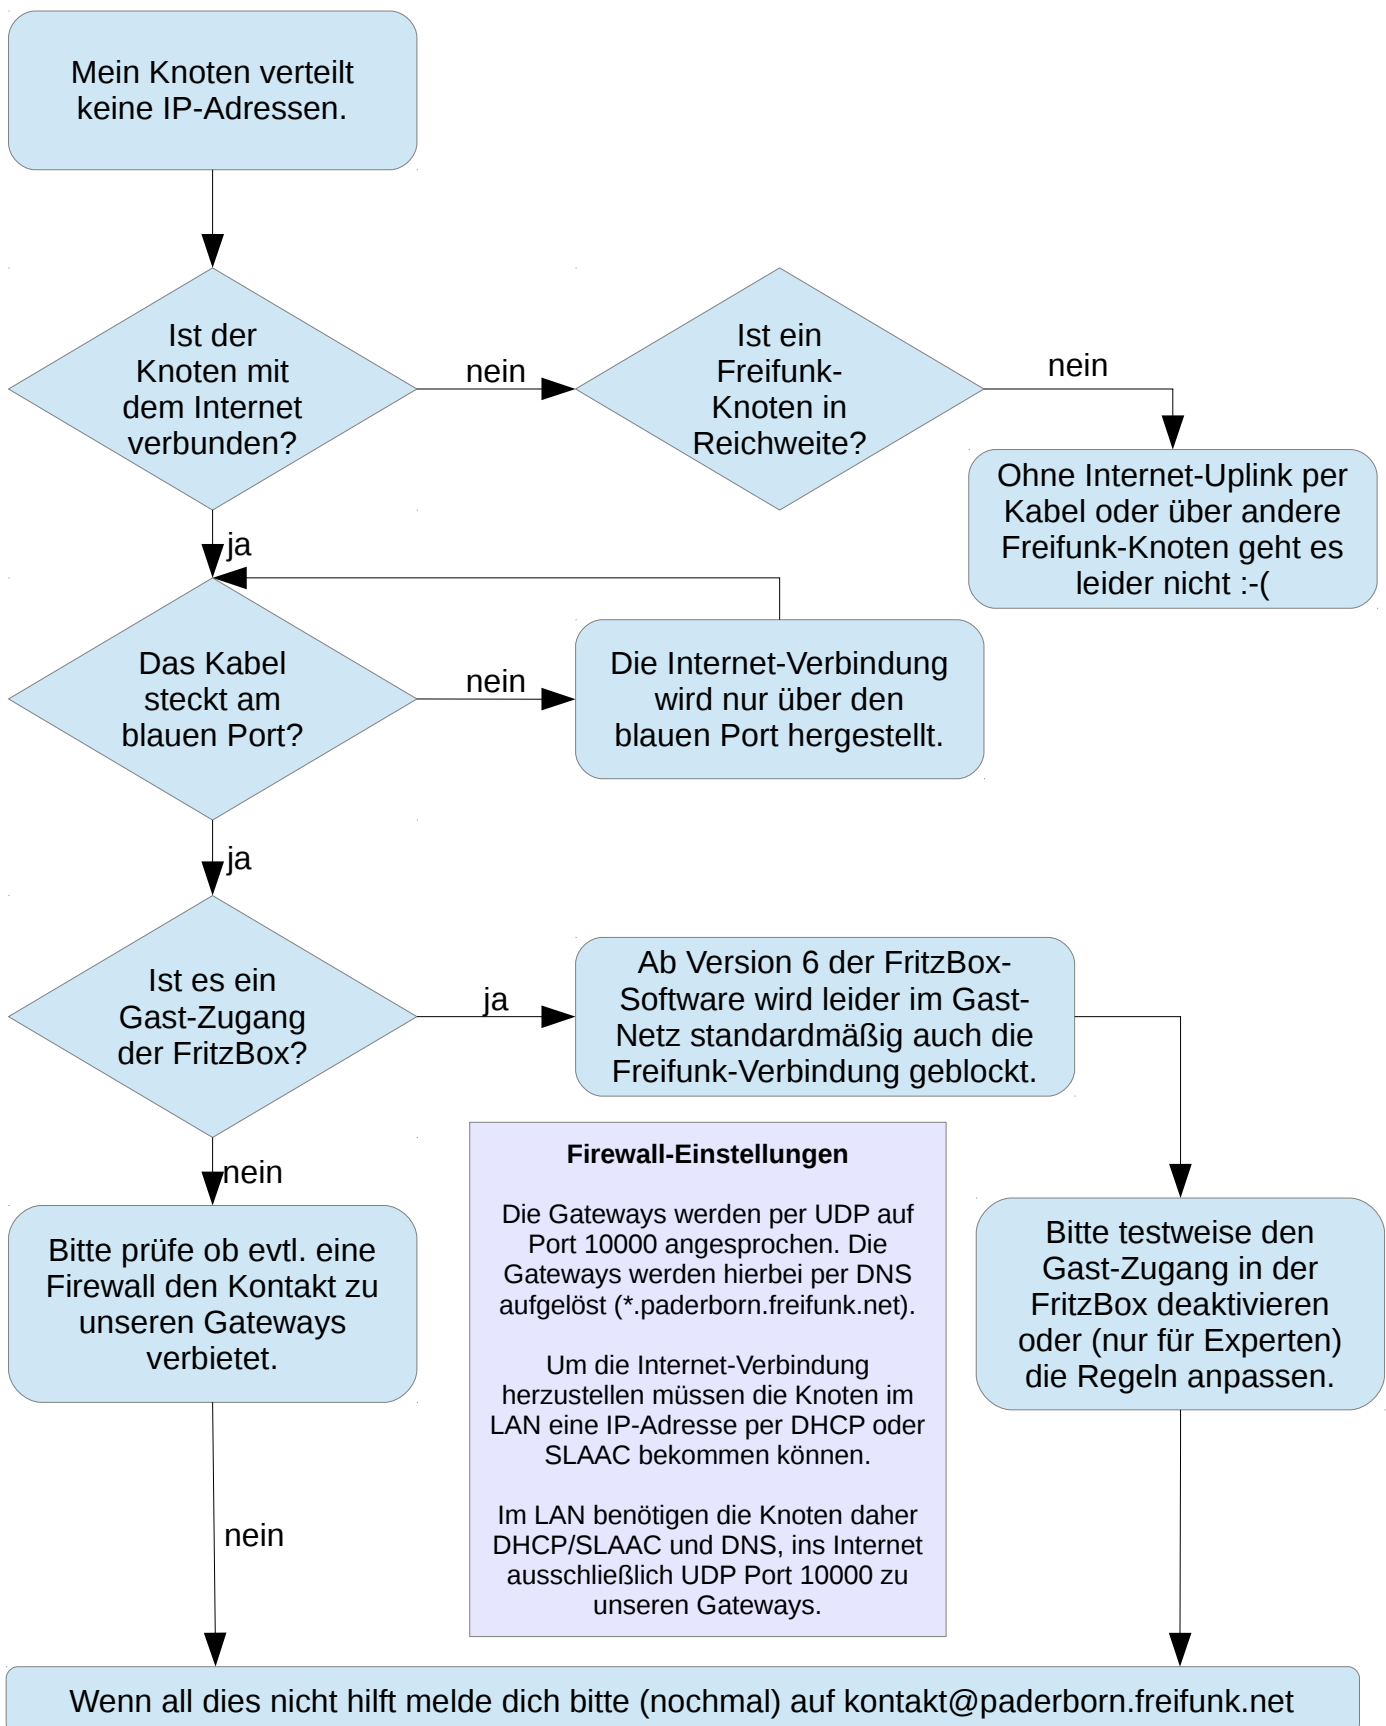 Mein Knoten verteilt
keine IP-Adressen.
Ist der
Knoten mit
dem Internet
verbunden?
nein
Ist ein
Freifunk-
Knoten in
Reichweite?
nein
Ohne Internet-Uplink per
Kabel oder über andere
Freifunk-Knoten geht es
leider nicht :-(
ja
Das Kabel
steckt am
blauen Port?
nein
Die Internet-Verbindung
wird nur über den
blauen Port hergestellt.
ja
Ist es ein
Gast-Zugang
der FritzBox?
ja
Ab Version 6 der FritzBox-
Software wird leider im Gast-
Netz standardmäßig auch die
Freifunk-Verbindung geblockt.
nein
Bitte prüfe ob evtl. eine
Firewall den Kontakt zu
unseren Gateways
verbietet.
Firewall-Einstellungen
Die Gateways werden per UDP auf
Port 10000 angesprochen. Die
Gateways werden hierbei per DNS
aufgelöst (*.paderborn.freifunk.net).
Um die Internet-Verbindung
herzustellen müssen die Knoten im
LAN eine IP-Adresse per DHCP oder
SLAAC bekommen können.
Im LAN benötigen die Knoten daher
DHCP/SLAAC und DNS, ins Internet
ausschließlich UDP Port 10000 zu
unseren Gateways.
Bitte testweise den
Gast-Zugang in der
FritzBox deaktivieren
oder (nur für Experten)
die Regeln anpassen.
nein
Wenn all dies nicht hilft melde dich bitte (nochmal) auf kontakt@paderborn.freifunk.net